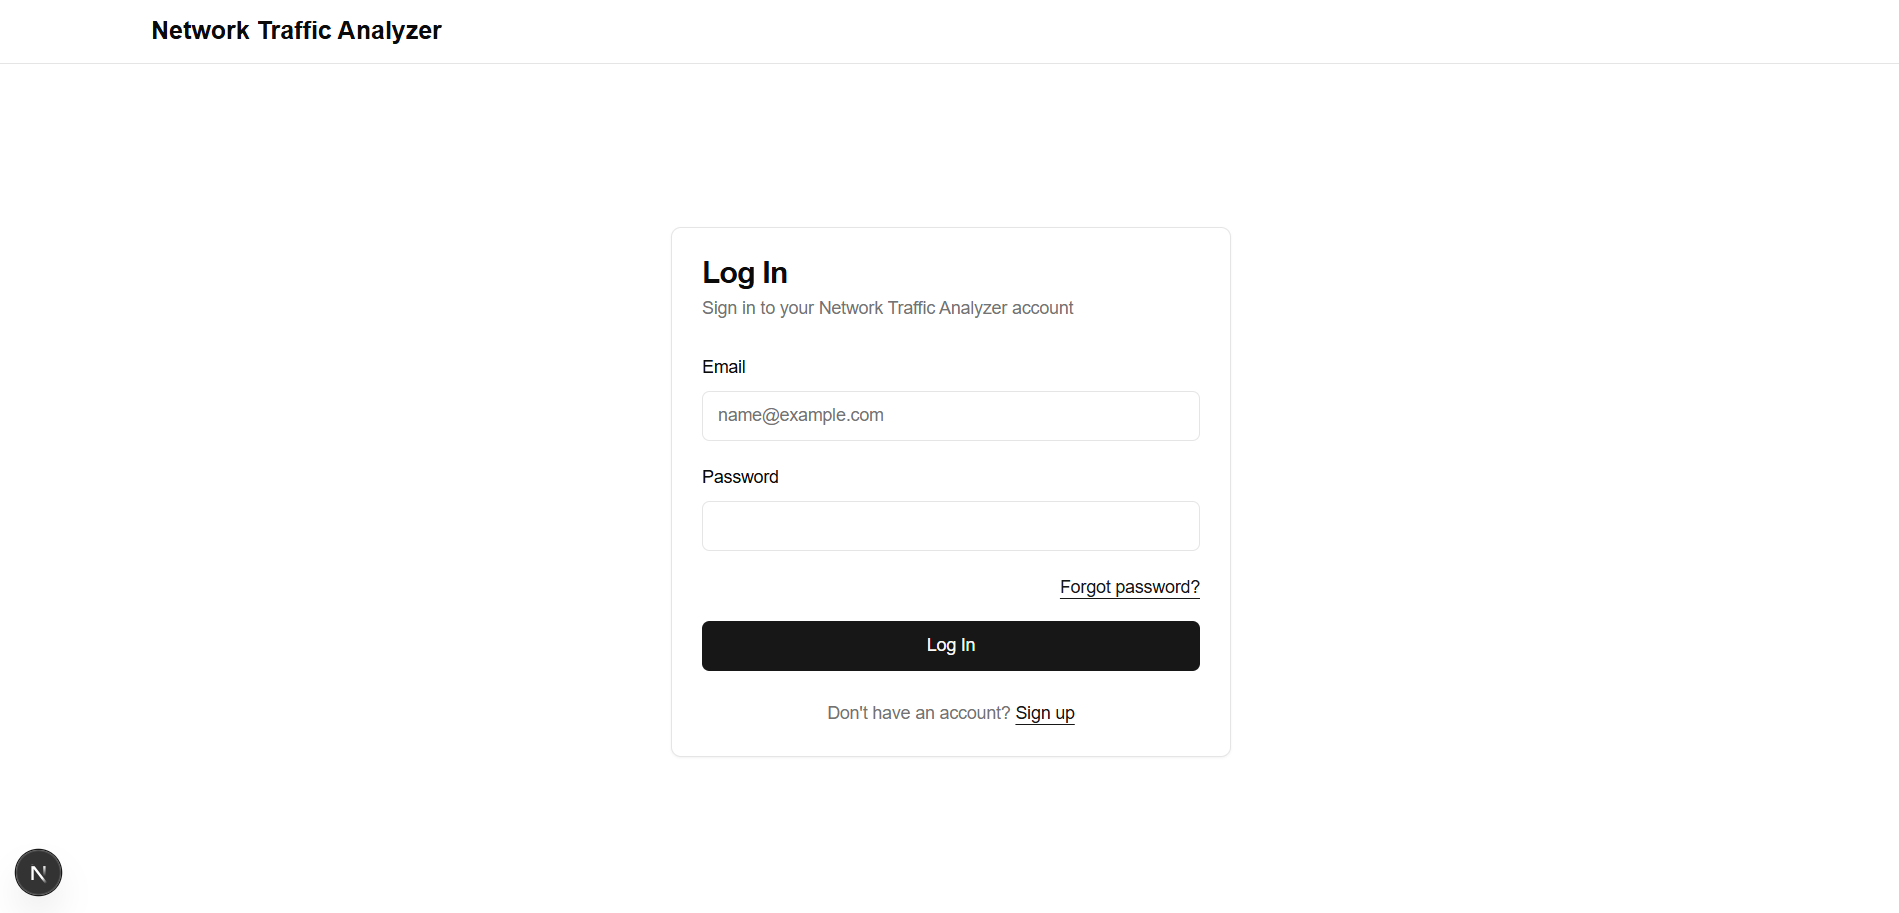 Network Traffic Analyzer
Log In
Sign in to your Network Traffic Analyzer account
Email
name@example.com
Password
Forgot password?
Log In
Don't have an account? Sign up
N